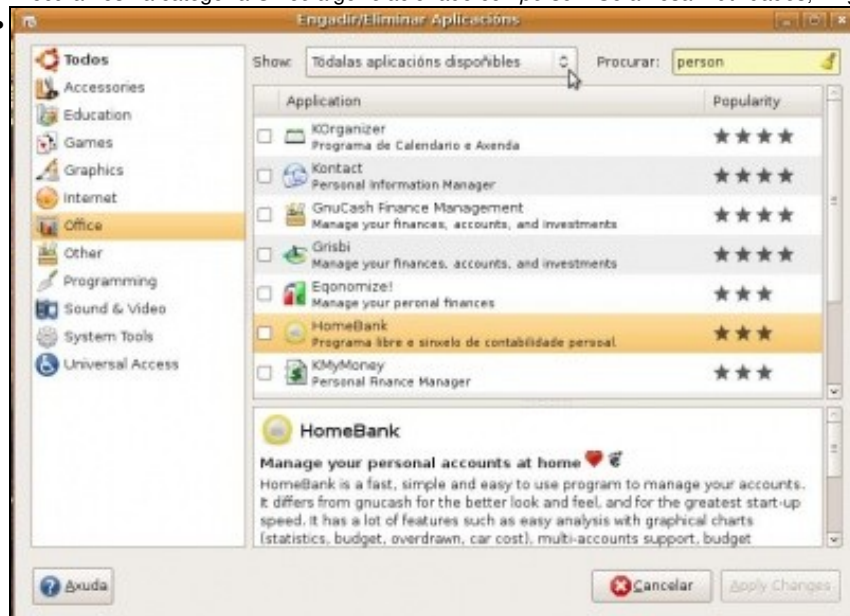 Engadir/Eliminar Aplicacións
Todos
Accessories
Education
Games
Graphics
Internet
Office
Other
Programming
Sound & Video
System Tools
Universal Access
Show: Tódalas aplicacións dispoñibles
Procurar: person
Application Popularity
KOrganizer
Programa de Calendario e Axenda
Kontact
Personal Information Manager
GnuCash Finance Management
Manage your finances, accounts, and investments
Grisbi
Manage your finances, accounts, and investments
Eqonomize!
Manage your peronal finances
HomeBank
Programa libre e sinxelo de contabilidade persoal
KMyMoney
Personal Finance Manager
HomeBank
Manage your personal accounts at home
HomeBank is a fast, simple and easy to use program to manage your accounts.
It differs from gnucash for the better look and feel, and for the greatest start-up
speed. It has a lot of features such as easy analysis with graphical charts
(statistics, budget, overdrawn, car cost), multi-accounts support, budget
Axuda
Cancelar
Apply Changes